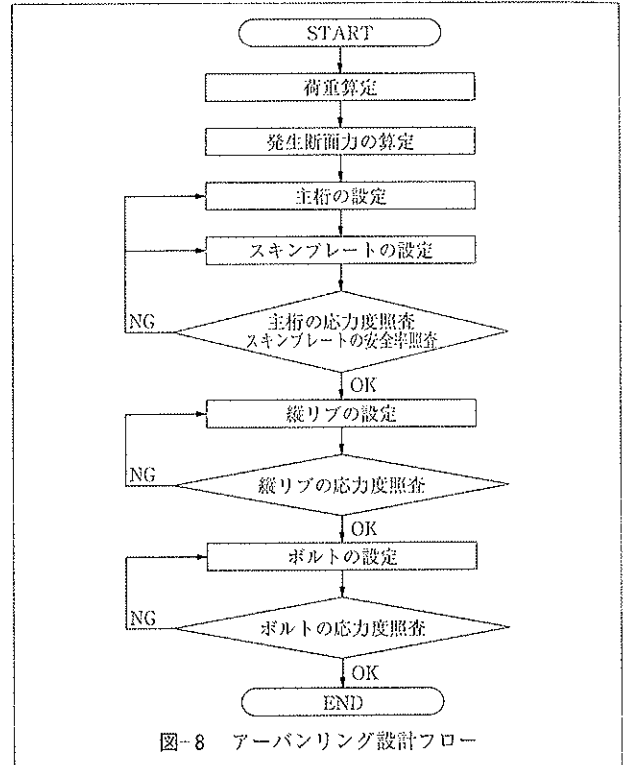 START
荷重算定
発生断面力の算定
主桁の設定
スキンプレートの設定
主桁の応力度照査
スキンプレートの安全率照査
NG
OK
縦リブの設定
縦リブの応力度照査
NG
OK
ボルトの設定
ボルトの応力度照査
NG
OK
END
図-8 アーバンリング設計フロー